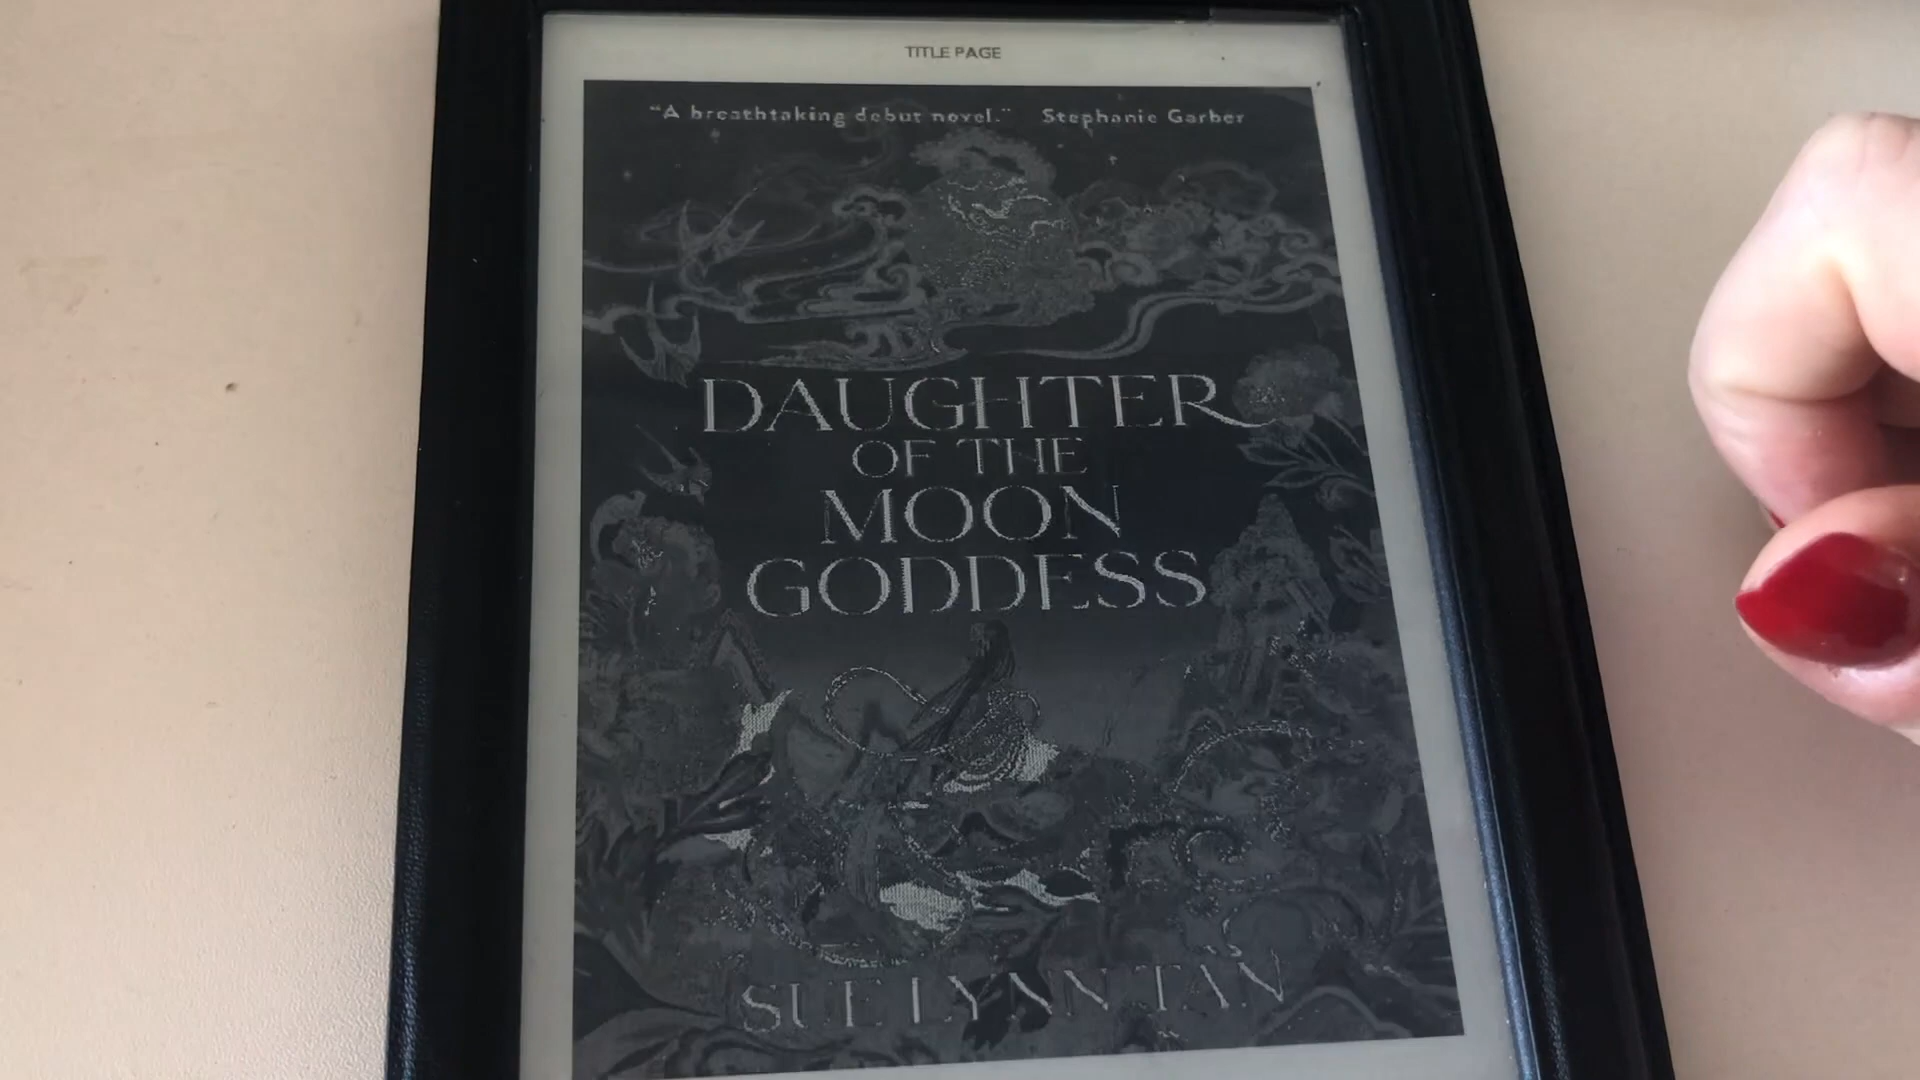 TITLE PAGE
“A breathtaking debut novel.” Stephanie Garber
DAUGHTER
OF THE
MOON
GODDESS
SUE LYNN TAN